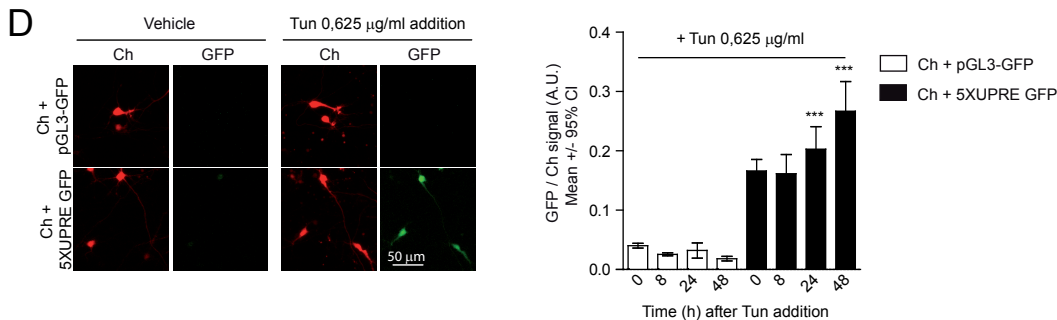 D
Vehicle
Tun 0,625 µg/ml addition
Ch
GFP
Ch
GFP
Ch +
pGL3-GFP
Ch +
5XUPRE GFP
50 µm
GFP / Ch signal (A.U.)
Mean +/- 95% CI
0.4
0.3
0.2
0.1
0.0
+ Tun 0,625 µg/ml
***
***
0
8
24
48
0
8
24
48
Time (h) after Tun addition
Ch + pGL3-GFP
Ch + 5XUPRE GFP